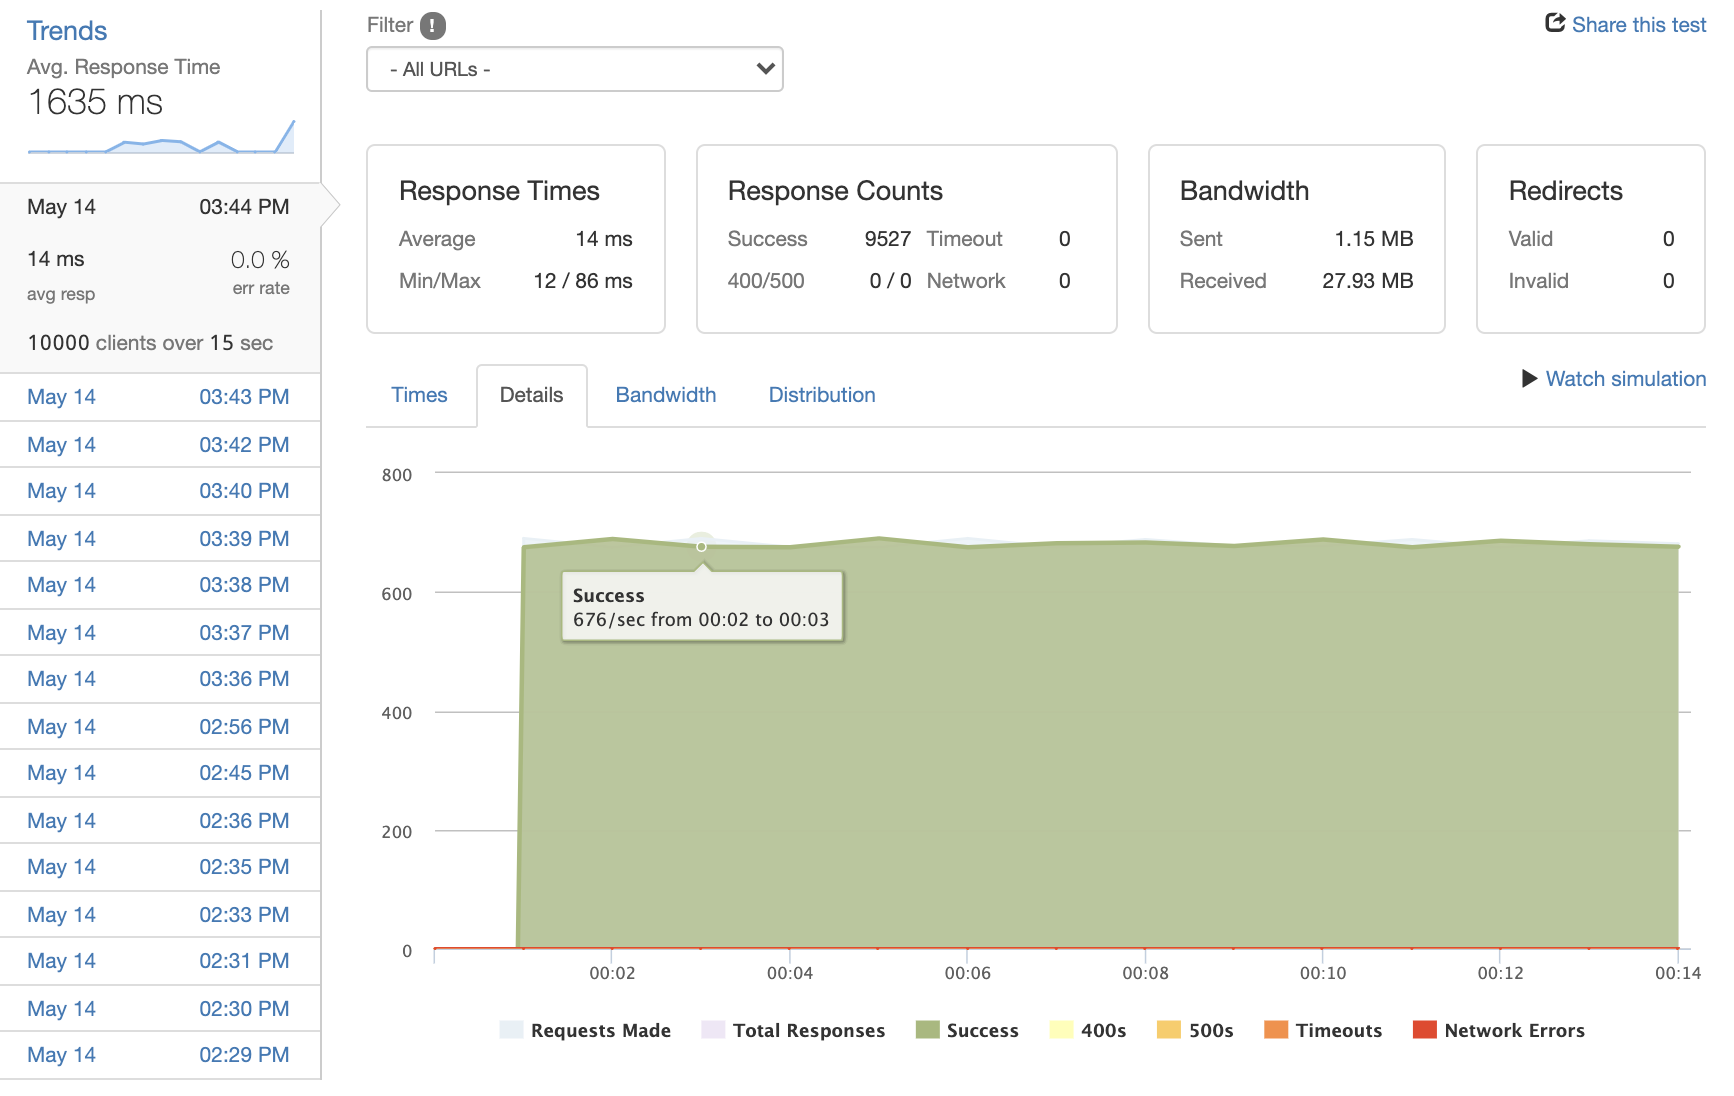 Trends
Avg. Response Time
1635 ms
May 14 03:44 PM
14 ms 0.0 %
avg resp err rate
10000 clients over 15 sec
May 14 03:43 PM
May 14 03:42 PM
May 14 03:40 PM
May 14 03:39 PM
May 14 03:38 PM
May 14 03:37 PM
May 14 03:36 PM
May 14 02:56 PM
May 14 02:45 PM
May 14 02:36 PM
May 14 02:35 PM
May 14 02:33 PM
May 14 02:31 PM
May 14 02:30 PM
May 14 02:29 PM
Filter !
- All URLs -
Share this test
Response Times
Average 14 ms
Min/Max 12 / 86 ms
Response Counts
Success 9527 Timeout 0
400/500 0 / 0 Network 0
Bandwidth
Sent 1.15 MB
Received 27.93 MB
Redirects
Valid 0
Invalid 0
Times Details Bandwidth Distribution
Watch simulation
800
600
400
200
0
Success
676/sec from 00:02 to 00:03
00:02 00:04 00:06 00:08 00:10 00:12 00:14
Requests Made Total Responses Success 400s 500s Timeouts Network Errors